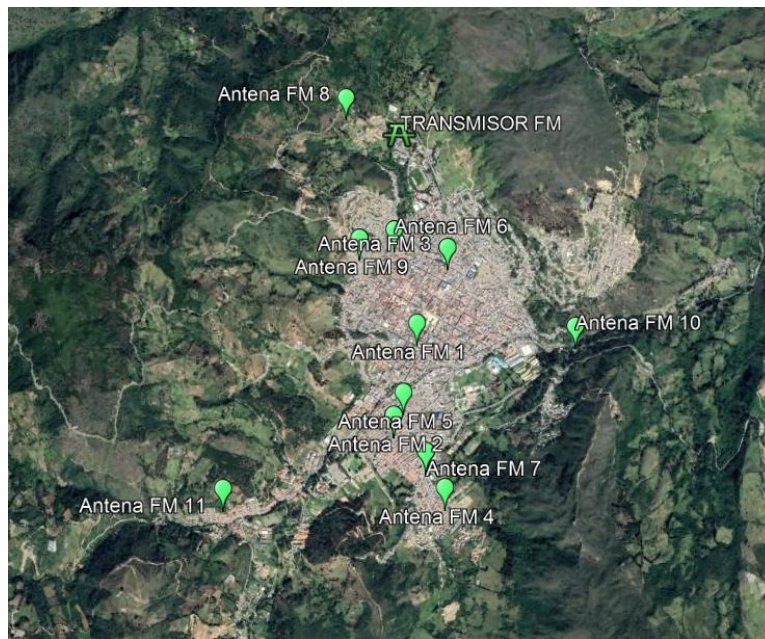 Antena FM 8
TRANSMISOR FM
Antena FM 6
Antena FM 3
Antena FM 9
Antena FM 10
Antena FM 1
Antena FM 5
Antena FM 2
Antena FM 7
Antena FM 11
Antena FM 4